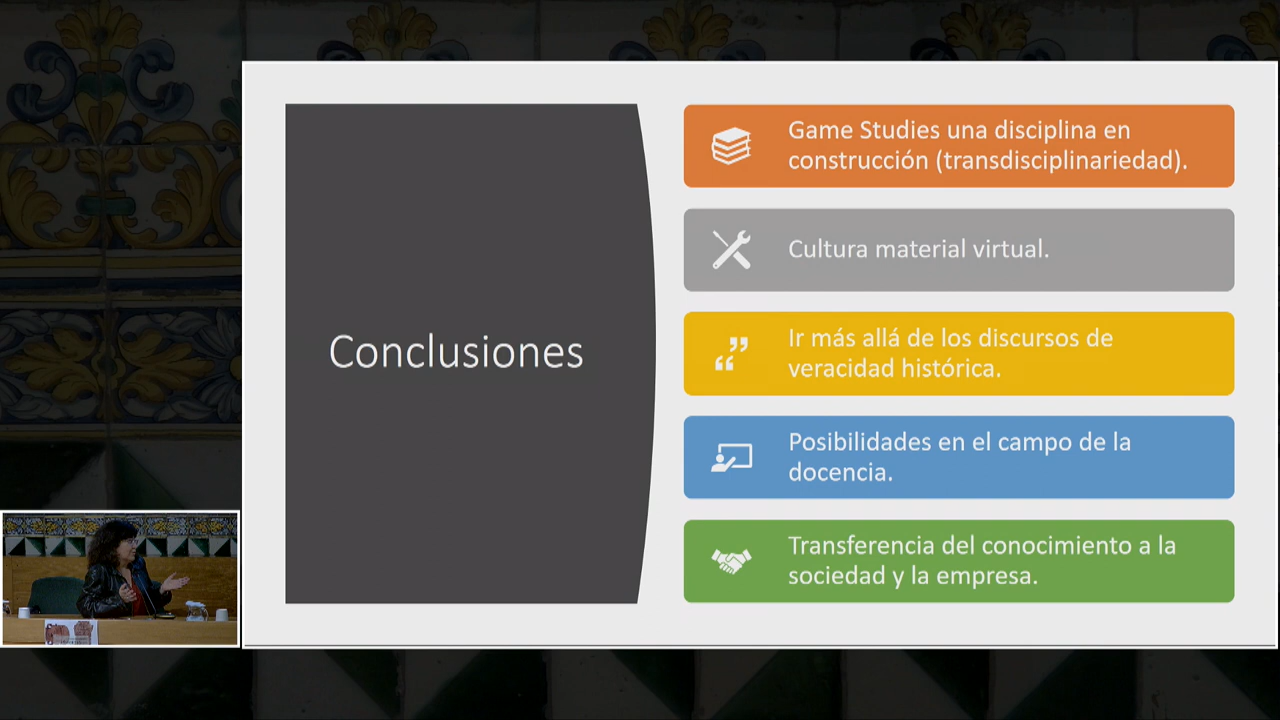 Conclusiones
Game Studies una disciplina en
construcción (transdisciplinariedad).
Cultura material virtual.
Ir más allá de los discursos de
veracidad histórica.
Posibilidades en el campo de la
docencia.
Transferencia del conocimiento a la
sociedad y la empresa.